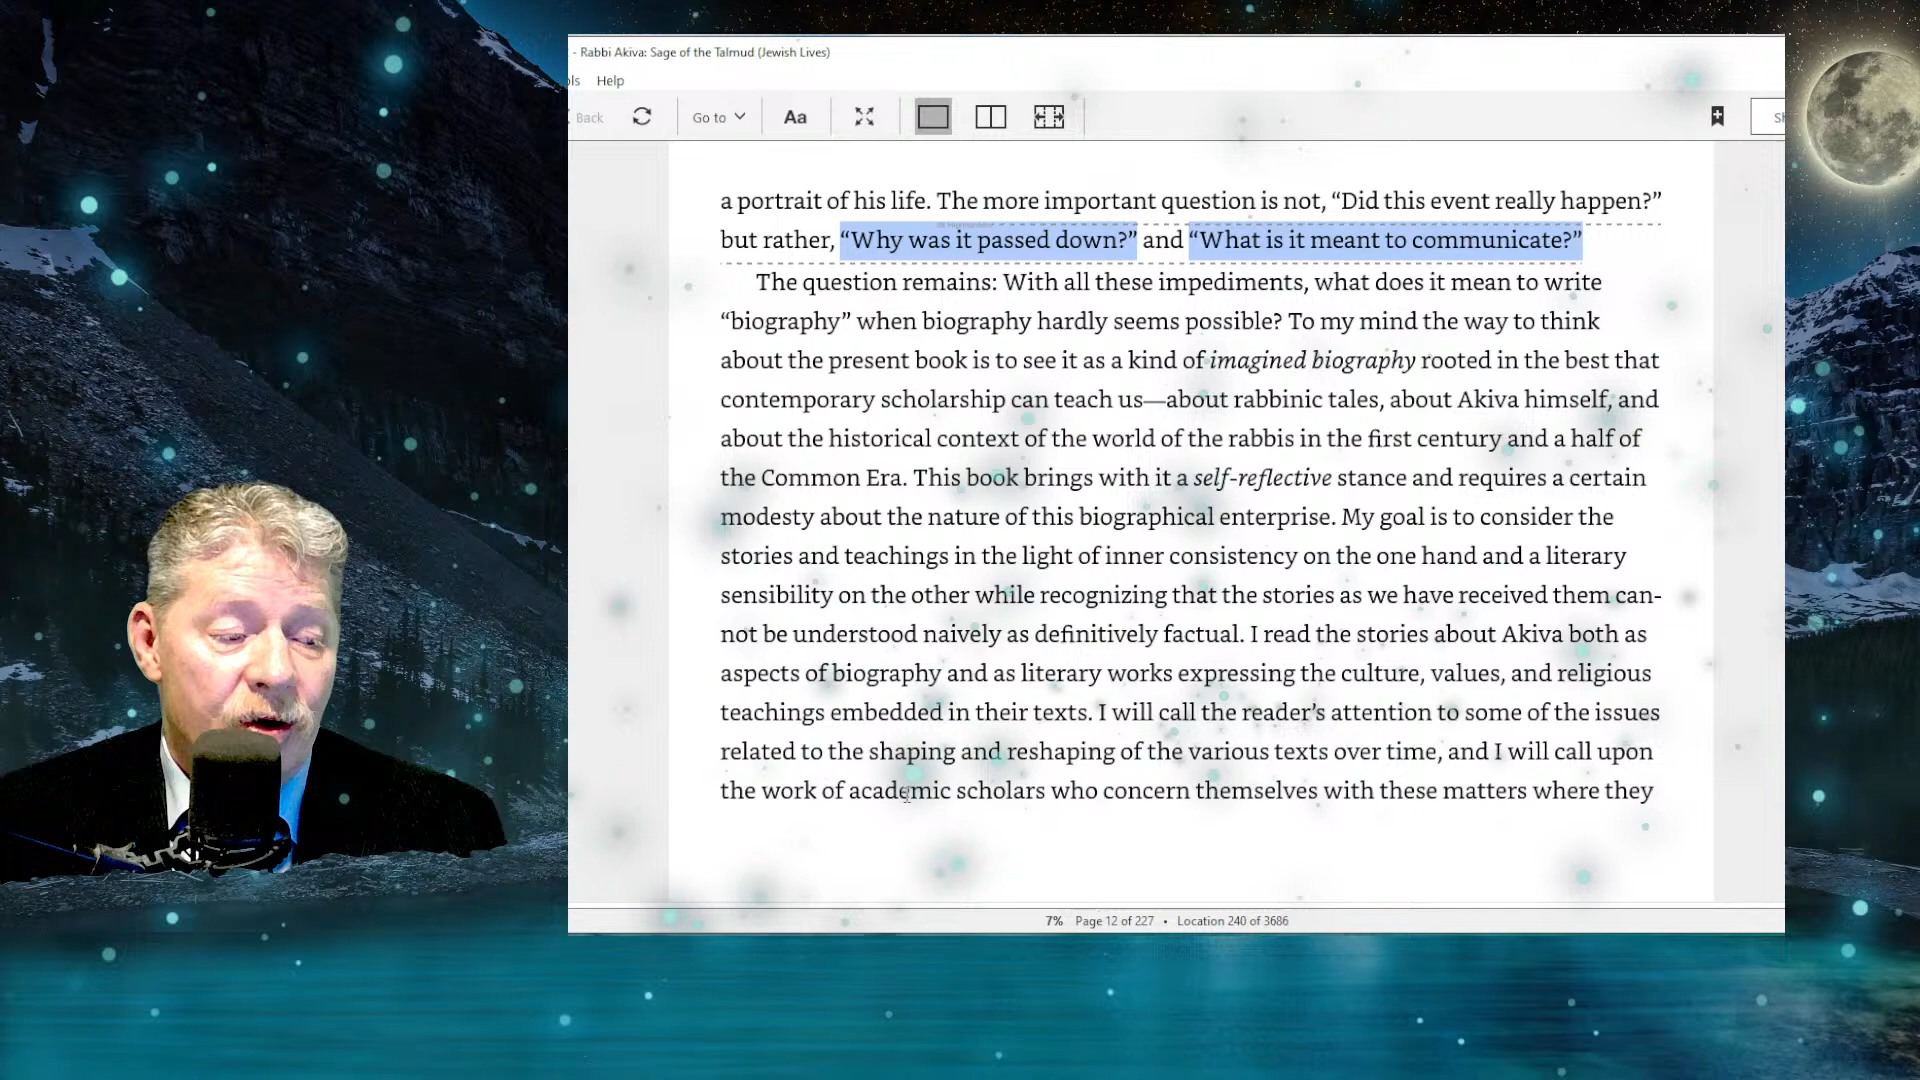 - Rabbi Akiva: Sage of the Talmud (Jewish Lives)
ls Help
Back Go to Aa
a portrait of his life. The more important question is not, “Did this event really happen?”
but rather, “Why was it passed down?” and “What is it meant to communicate?”
The question remains: With all these impediments, what does it mean to write
“biography” when biography hardly seems possible? To my mind the way to think
about the present book is to see it as a kind of imagined biography rooted in the best that
contemporary scholarship can teach us—about rabbinic tales, about Akiva himself, and
about the historical context of the world of the rabbis in the first century and a half of
the Common Era. This book brings with it a self-reflective stance and requires a certain
modesty about the nature of this biographical enterprise. My goal is to consider the
stories and teachings in the light of inner consistency on the one hand and a literary
sensibility on the other while recognizing that the stories as we have received them can-
not be understood naively as definitively factual. I read the stories about Akiva both as
aspects of biography and as literary works expressing the culture, values, and religious
teachings embedded in their texts. I will call the reader’s attention to some of the issues
related to the shaping and reshaping of the various texts over time, and I will call upon
the work of academic scholars who concern themselves with these matters where they
7% Page 12 of 227 • Location 240 of 3686